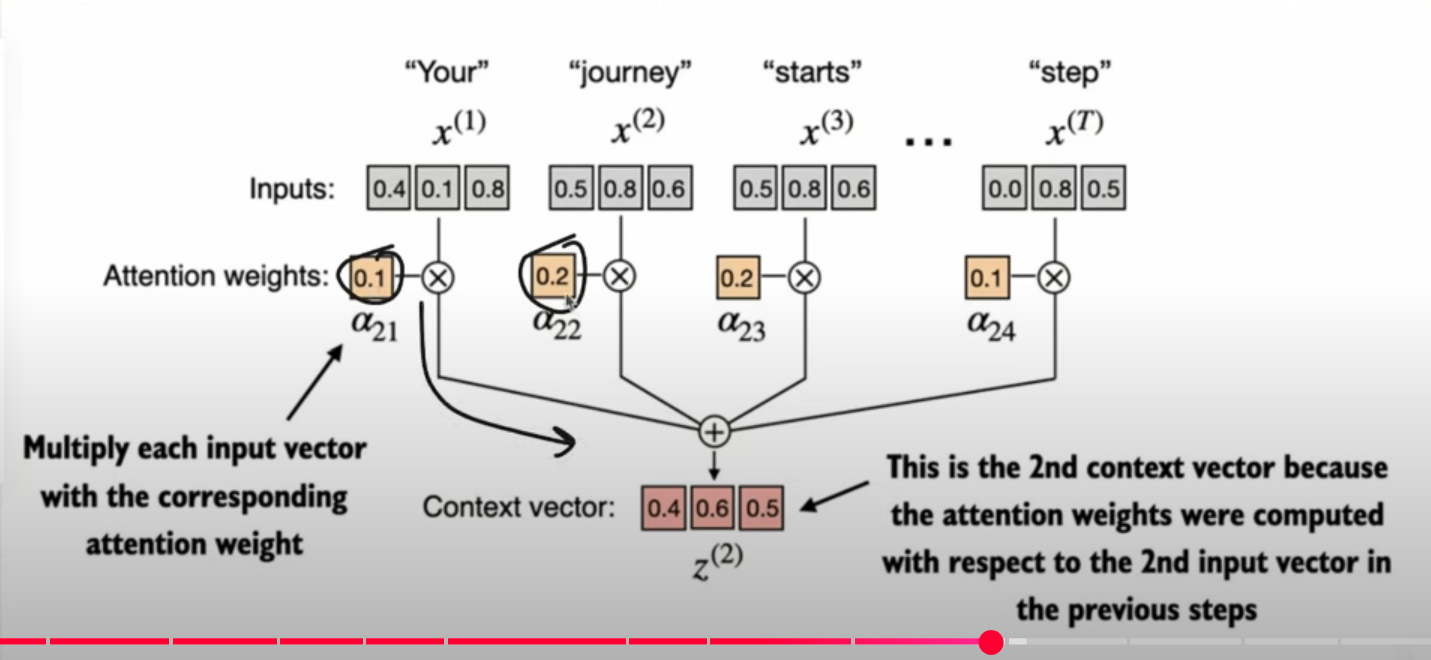 “Your” “journey” “starts” “step”
x(1) x(2) x(3) ... x(T)
Inputs: 0.4 0.1 0.8 0.5 0.8 0.6 0.5 0.8 0.6 0.0 0.8 0.5
Attention weights: 0.1 0.2 0.2 0.1
α21 α22 α23 α24
Multiply each input vector
with the corresponding
attention weight
Context vector: 0.4 0.6 0.5
z(2)
This is the 2nd context vector because
the attention weights were computed
with respect to the 2nd input vector in
the previous steps